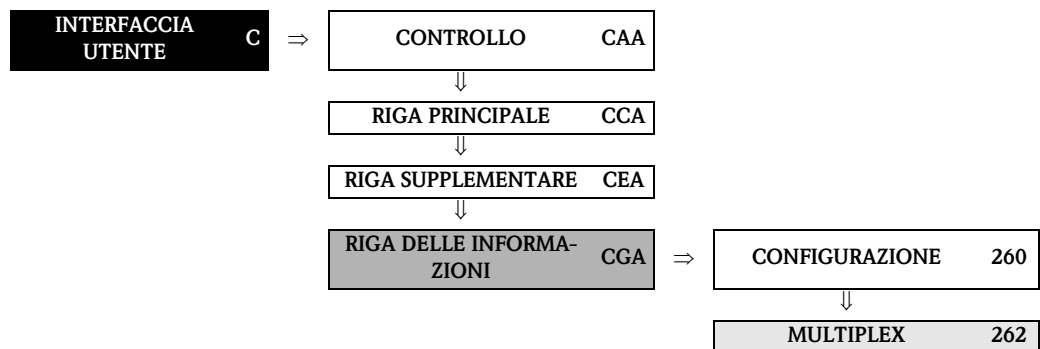 INTERFACCIA
UTENTE C ⇒ CONTROLLO CAA
⇓
RIGA PRINCIPALE CCA
⇓
RIGA SUPPLEMENTARE CEA
⇓
RIGA DELLE INFORMA-
ZIONI CGA ⇒ CONFIGURAZIONE 260
⇓
MULTIPLEX 262